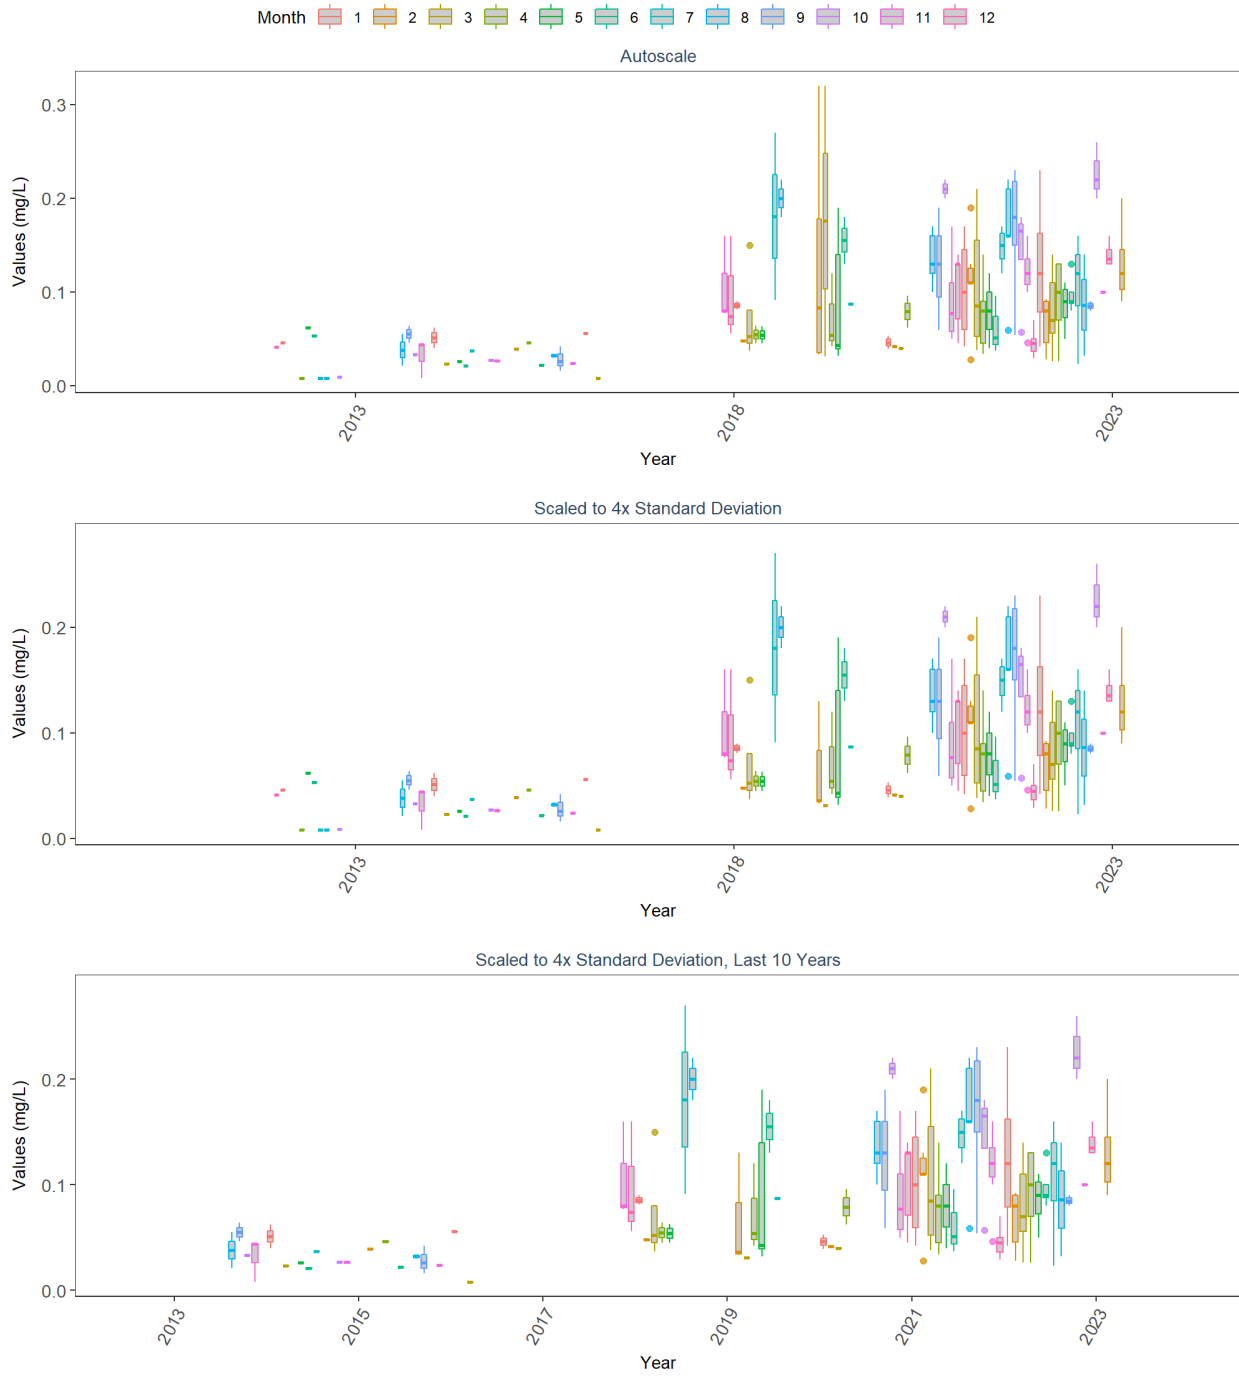 Month 1 2 3 4 5 6 7 8 9 10 11 12
Autoscale
Values (mg/L)
0.3
0.2
0.1
0.0
2013 2018 2023
Year
Scaled to 4x Standard Deviation
Values (mg/L)
0.2
0.1
0.0
2013 2018 2023
Year
Scaled to 4x Standard Deviation, Last 10 Years
Values (mg/L)
0.2
0.1
0.0
2013 2015 2017 2019 2021 2023
Year